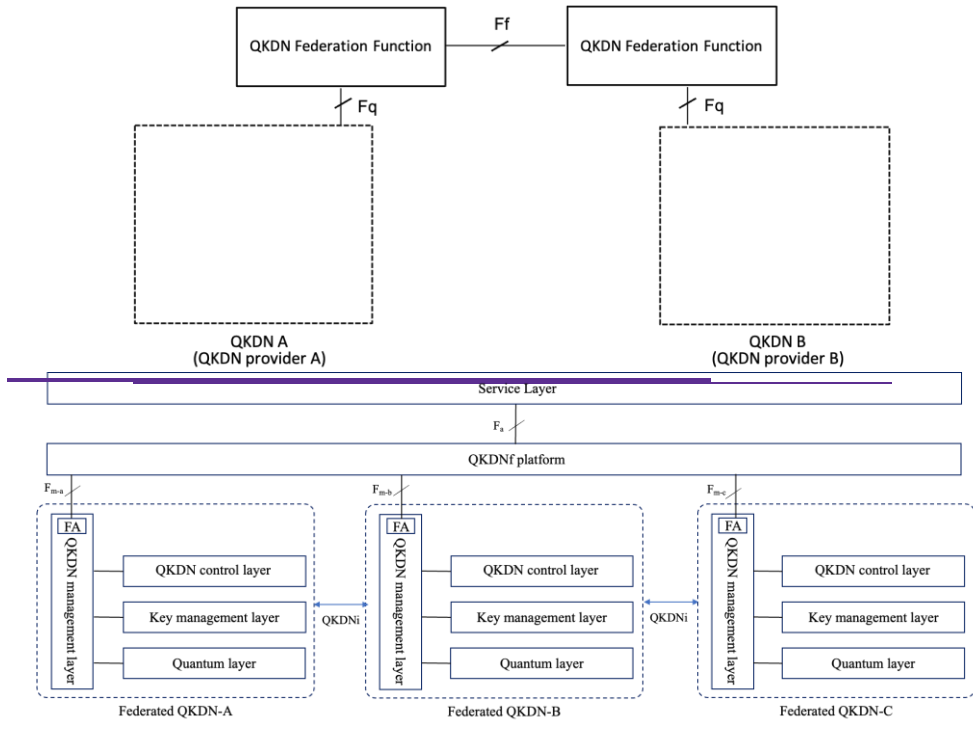 Ff
QKDN Federation Function
QKDN Federation Function
Fq
Fq
QKDN A
(QKDN provider A)
QKDN B
(QKDN provider B)
Service Layer
Fa
QKDNf platform
Fm-a
Fm-b
Fm-c
FA
QKDN management layer
QKDN control layer
Key management layer
Quantum layer
QKDNi
FA
QKDN management layer
QKDN control layer
Key management layer
Quantum layer
QKDNi
FA
QKDN management layer
QKDN control layer
Key management layer
Quantum layer
Federated QKDN-A
Federated QKDN-B
Federated QKDN-C